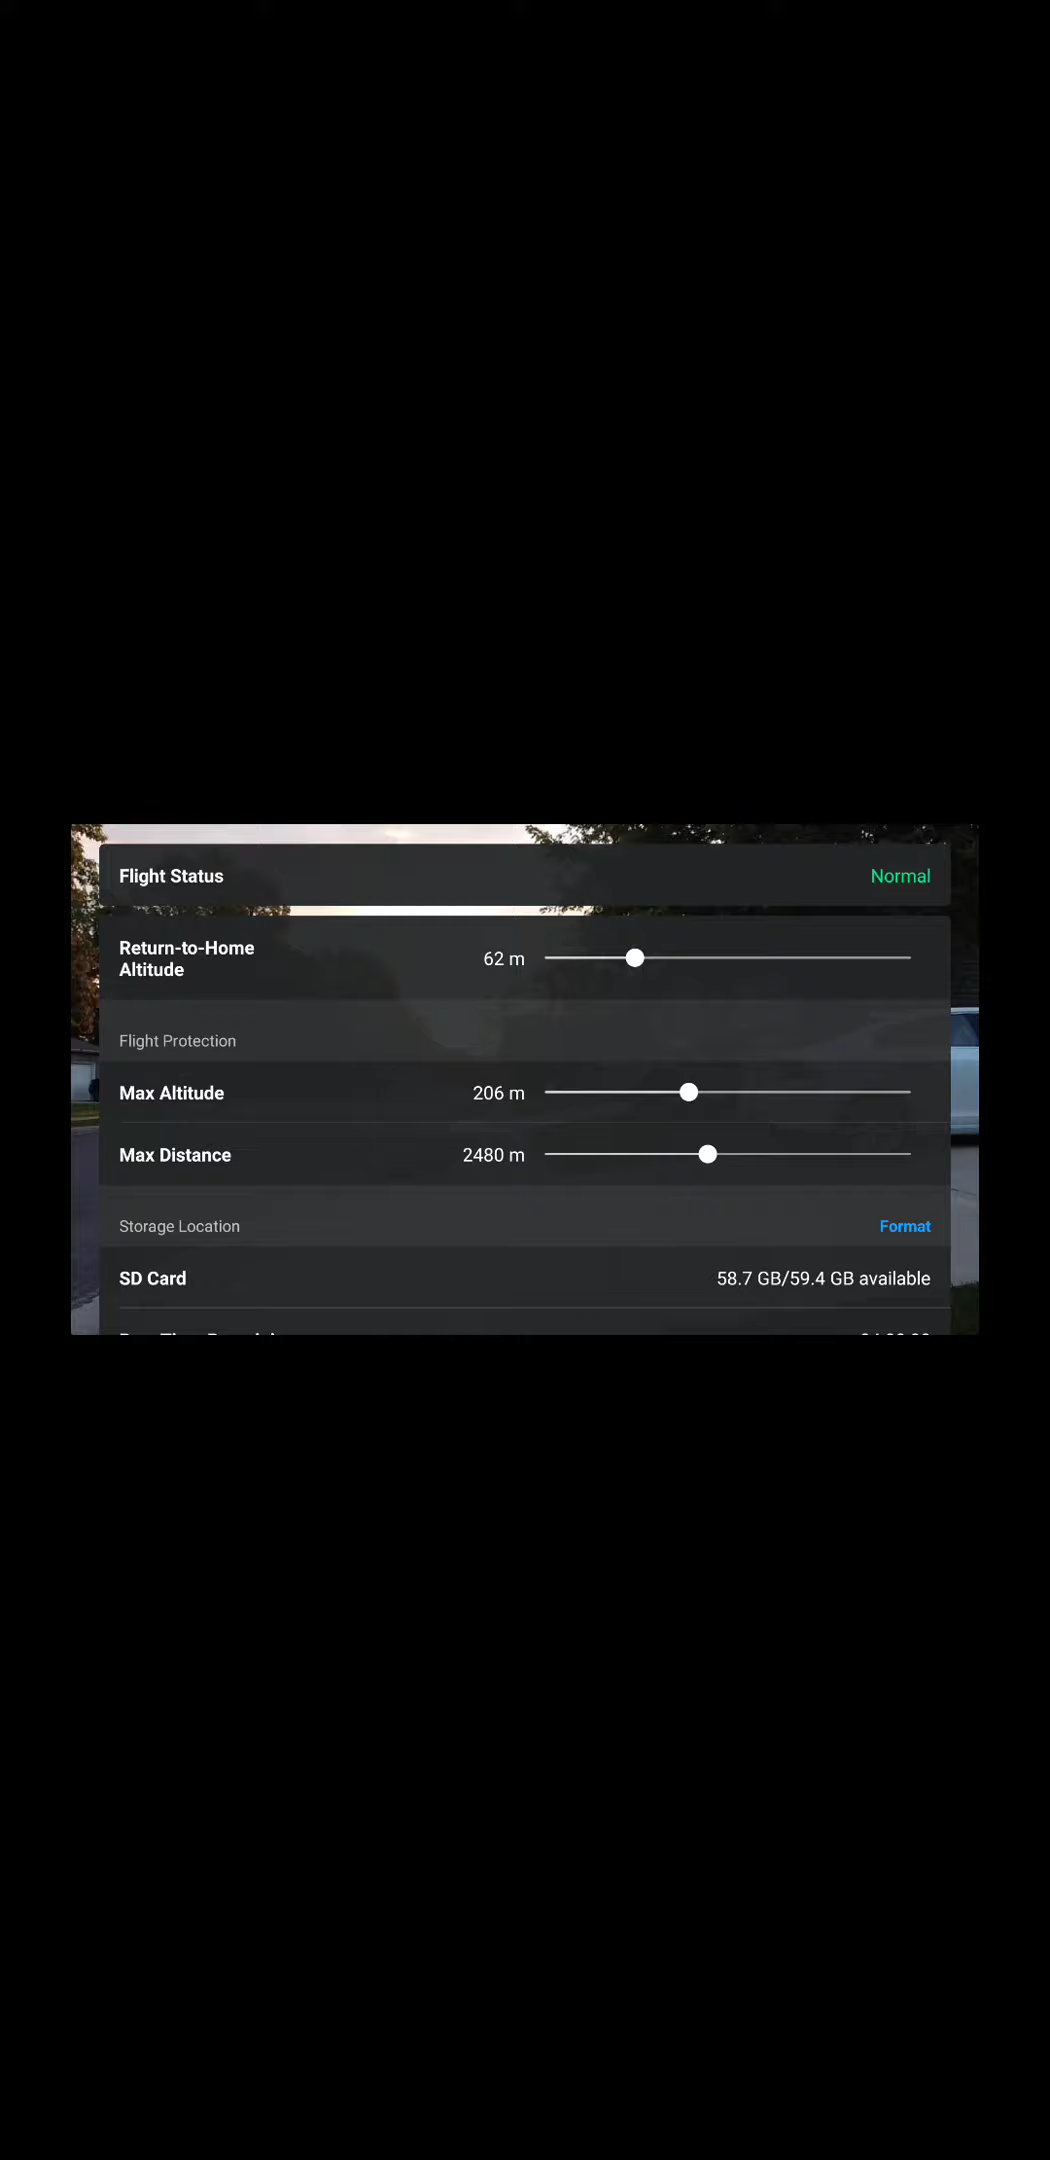 Flight Status
Normal
Return-to-Home
Altitude
62 m
Flight Protection
Max Altitude
206 m
Max Distance
2480 m
Storage Location
Format
SD Card
58.7 GB/59.4 GB available